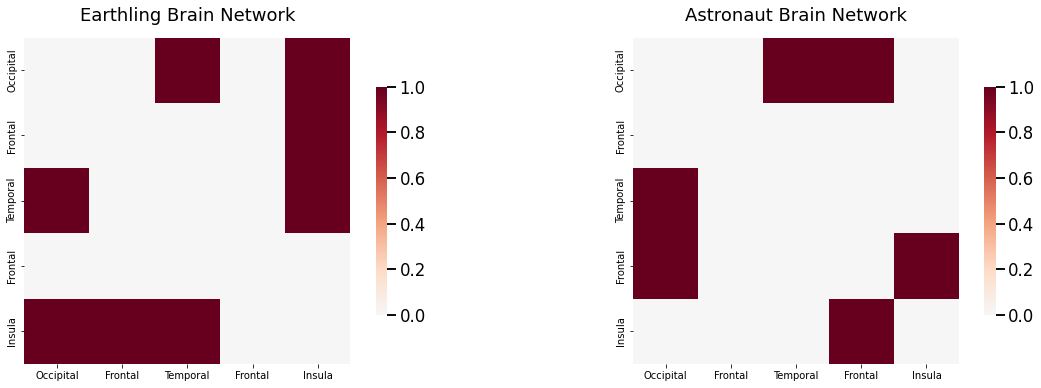 Earthling Brain Network
Astronaut Brain Network
Occipital
Frontal
Temporal
Frontal
Insula
Occipital Frontal Temporal Frontal Insula
1.0
0.8
0.6
0.4
0.2
0.0
Occipital
Frontal
Temporal
Frontal
Insula
Occipital Frontal Temporal Frontal Insula
1.0
0.8
0.6
0.4
0.2
0.0